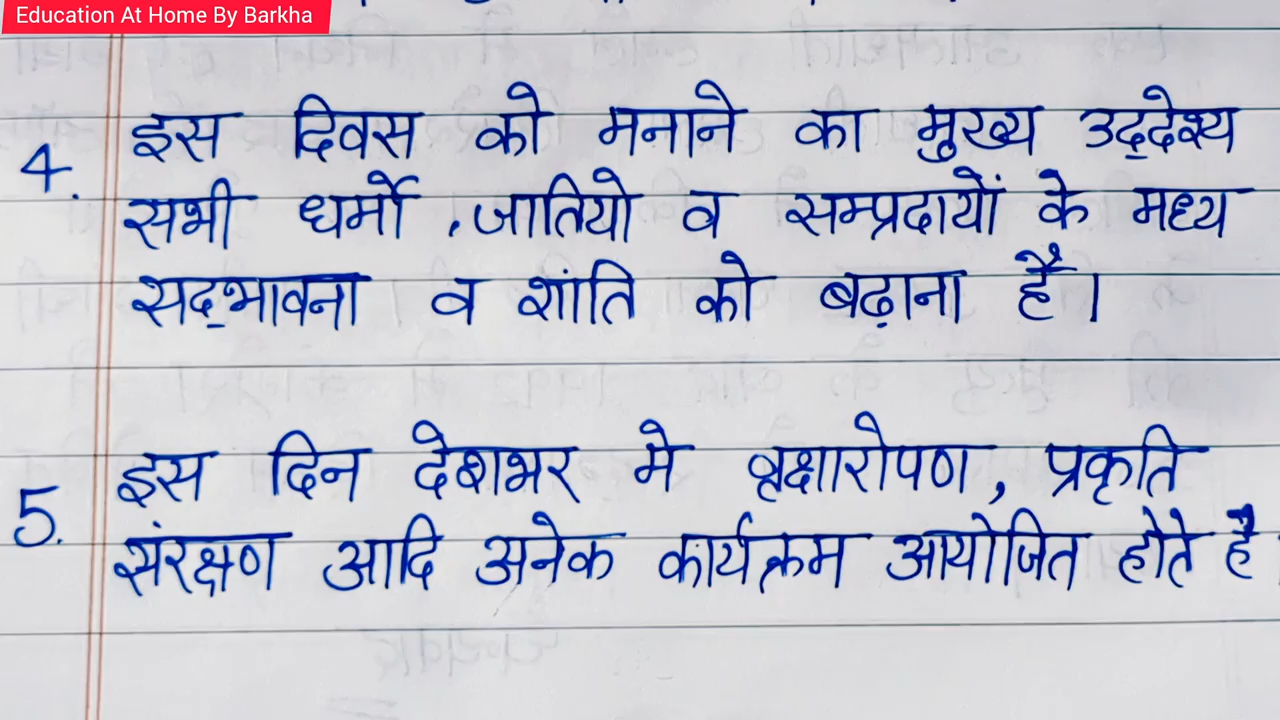 Education At Home By Barkha
इस दिवस को मनाने का मुख्य उद्देश्य
4.
सभी धर्मो , जातियो व सम्प्रदायों के मध्य
सद्भावना व शांति को बढ़ाना है।
इस दिन देशभर मे वृक्षारोपण, प्रकृति
5.
संरक्षण आदि अनेक कार्यक्रम आयोजित होते है